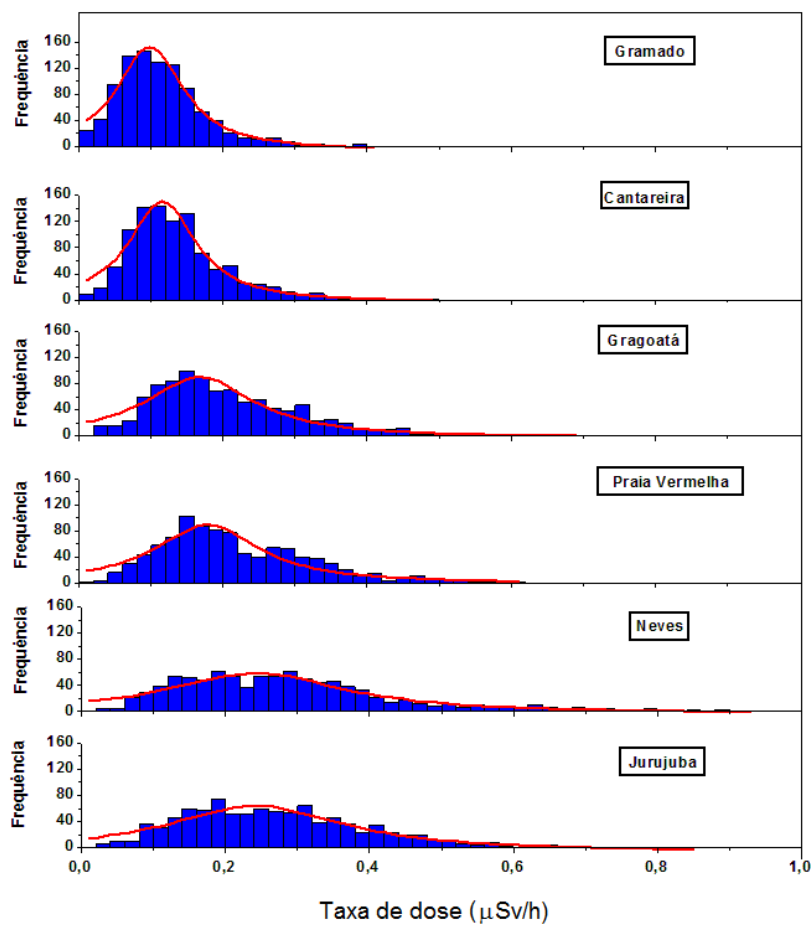 Frequência
160
120
80
40
0
Gramado
Frequência
160
120
80
40
0
Cantareira
Frequência
160
120
80
40
0
Gragoatá
Frequência
160
120
80
40
0
Praia Vermelha
Frequência
160
120
80
40
0
Neves
Frequência
160
120
80
40
0
Jurujuba
0,0 0,2 0,4 0,6 0,8 1,0
Taxa de dose (μSv/h)